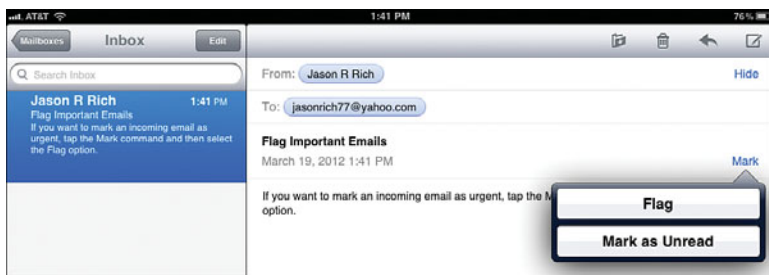 AT&T 1:41 PM 76%
Mailboxes Inbox Edit
Search Inbox
Jason R Rich 1:41 PM
Flag Important Emails
If you want to mark an incoming email as
urgent, tap the Mark command and then select
the Flag option.
From: Jason R Rich Hide
To: jasonrich77@yahoo.com
Flag Important Emails
March 19, 2012 1:41 PM Mark
If you want to mark an incoming email as urgent, tap the
option.
Flag
Mark as Unread